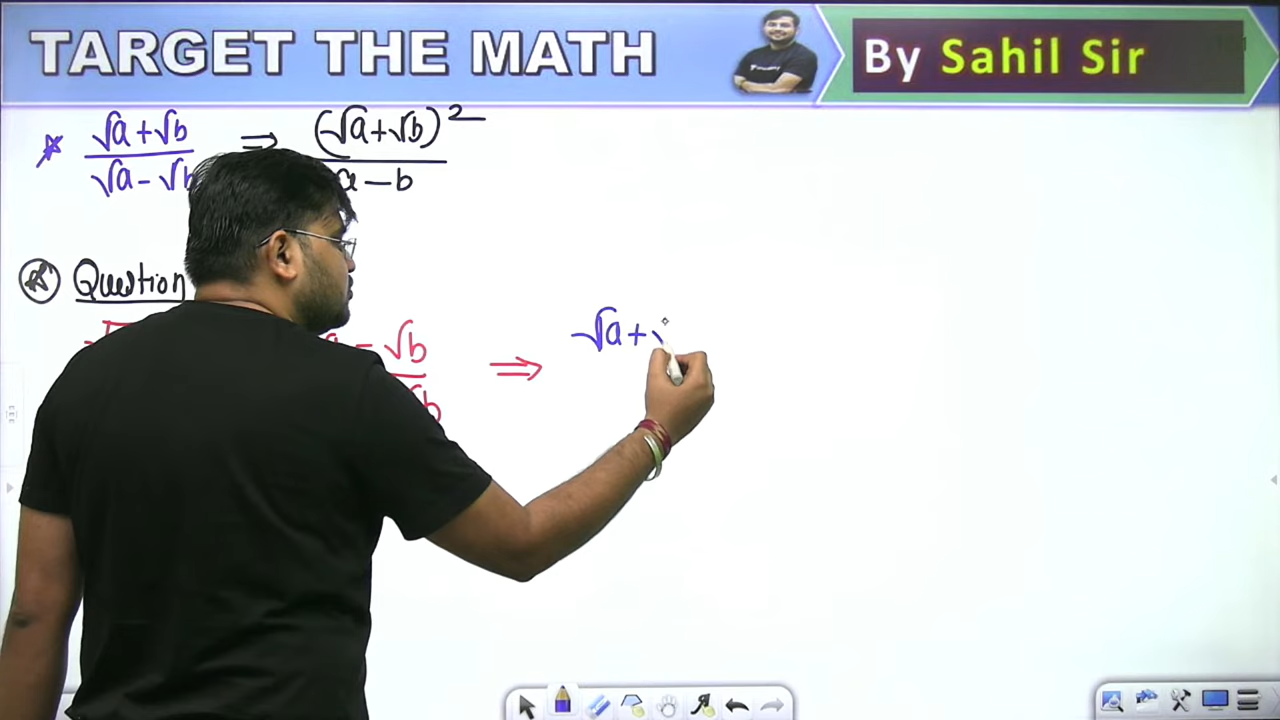 TARGET THE MATH By Sahil Sir
√a + √b / √a - √b ⇒ (√a + √b)² / a - b
Question
- √b ⇒ √a +
b